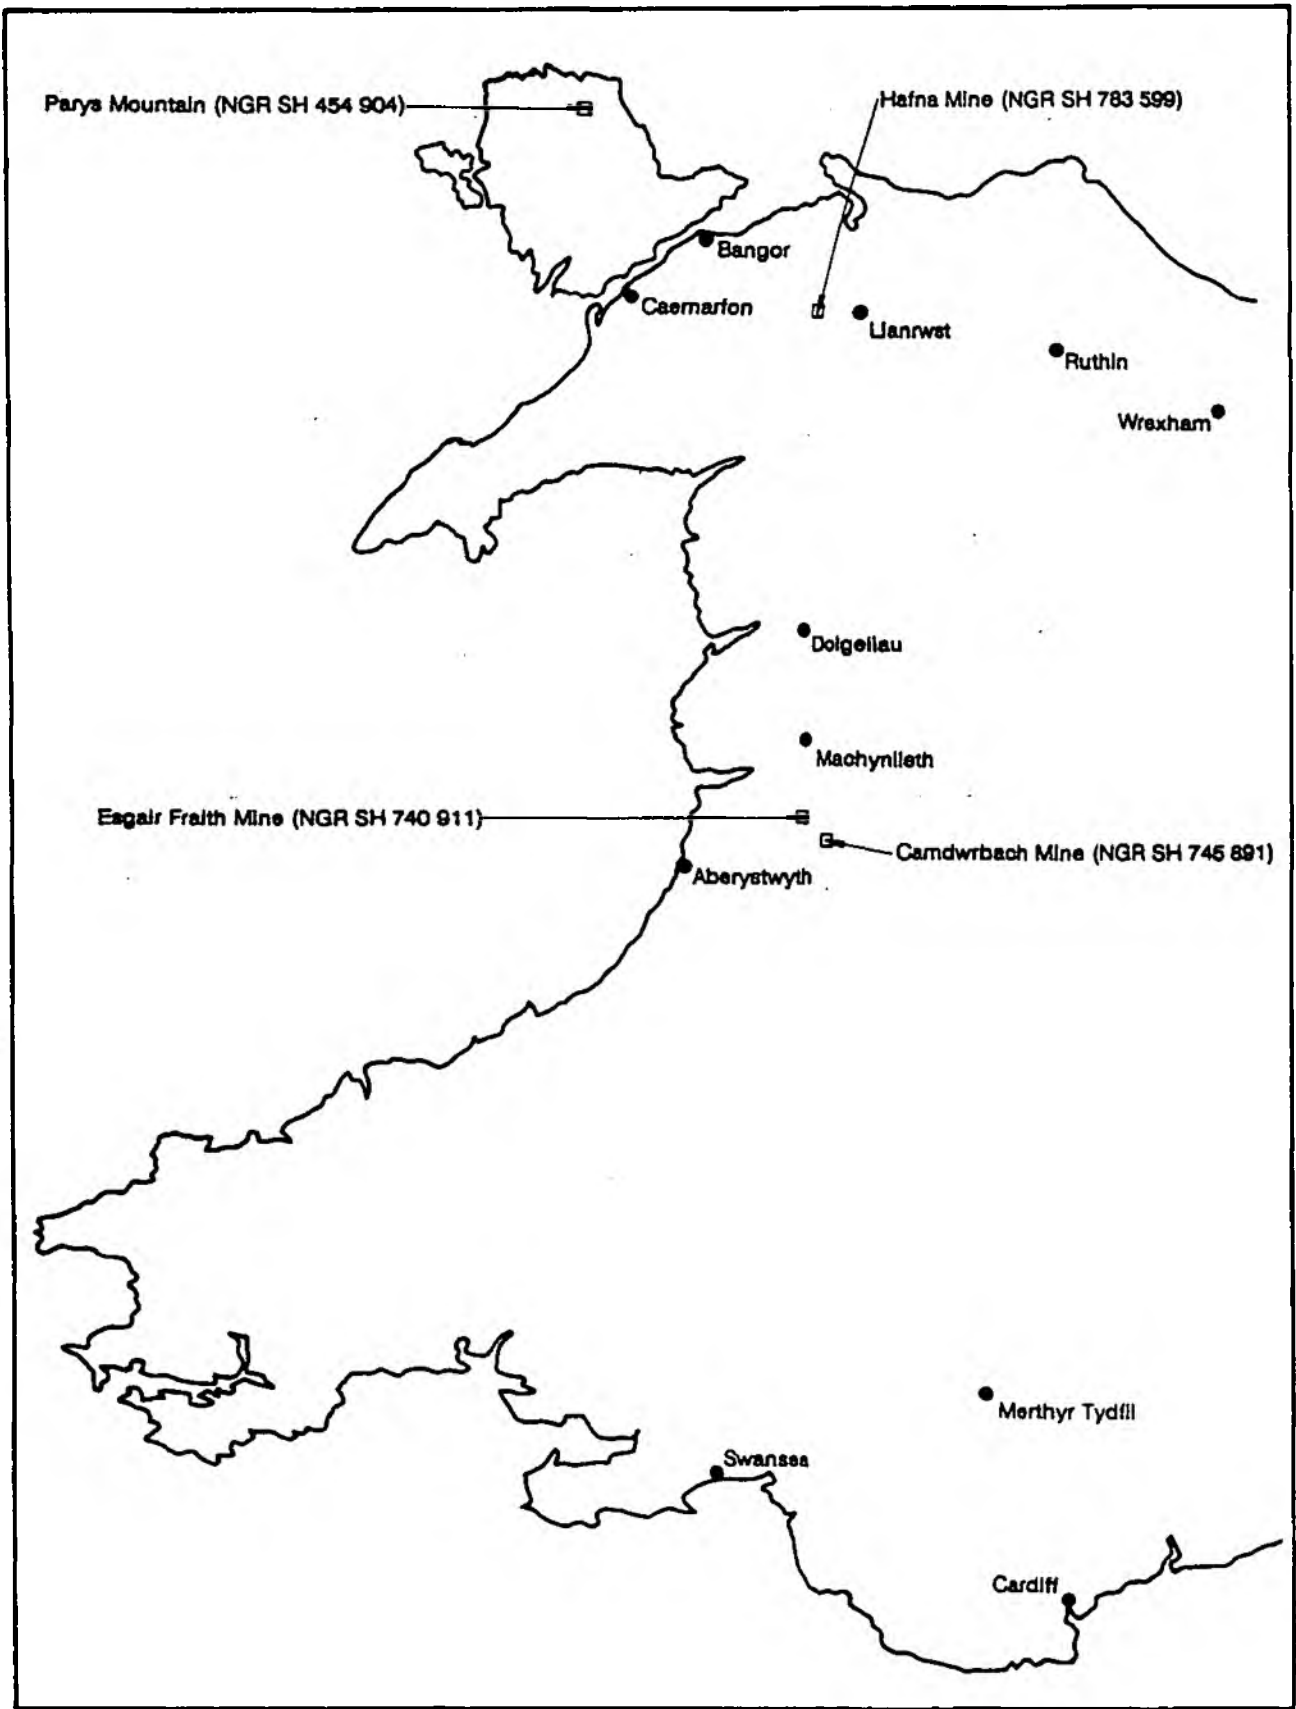 Parys Mountain (NGR SH 454 904)
Hafna Mine (NGR SH 783 599)
Bangor
Caernarfon
Llanrwst
Ruthin
Wrexham
Dolgellau
Machynlleth
Esgair Fraith Mine (NGR SH 740 911)
Camdwrbach Mine (NGR SH 745 891)
Aberystwyth
Merthyr Tydfil
Swansea
Cardiff